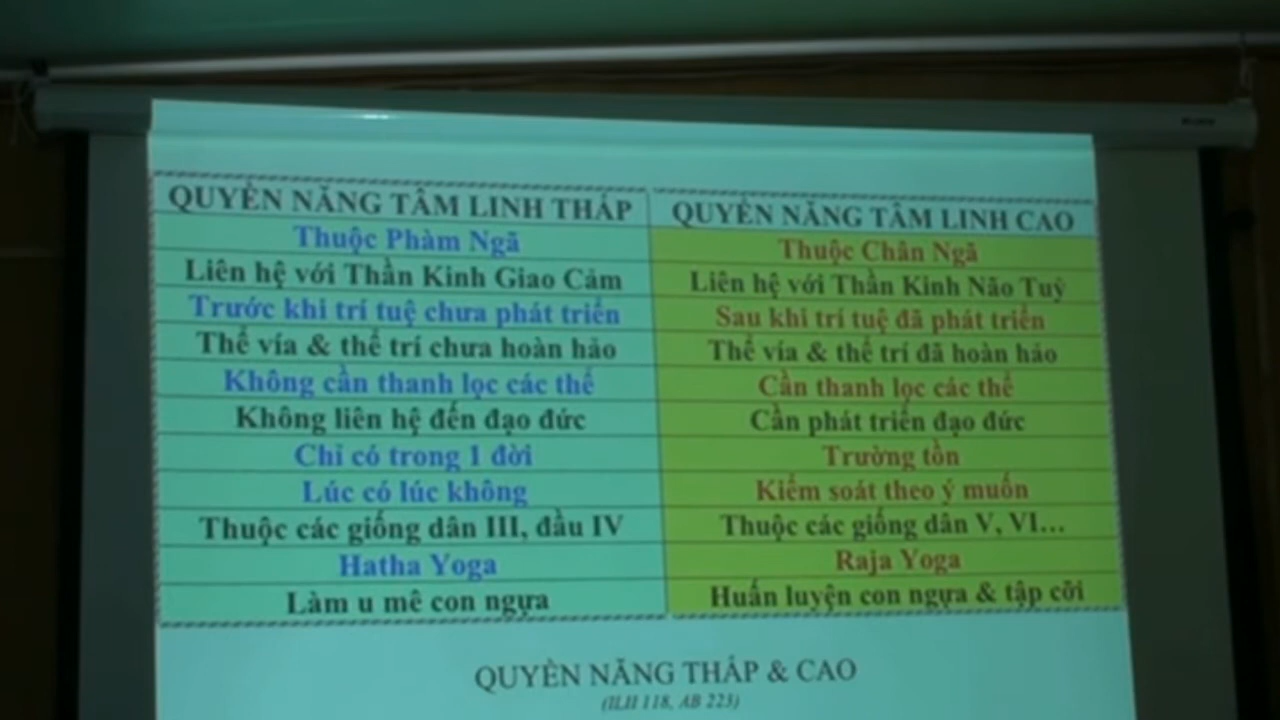 QUYỀN NĂNG TÂM LINH THẤP QUYỀN NĂNG TÂM LINH CAO
Thuộc Phàm Ngã Thuộc Chân Ngã
Liên hệ với Thần Kinh Giao Cảm Liên hệ với Thần Kinh Não Tuỷ
Trước khi trí tuệ chưa phát triển Sau khi trí tuệ đã phát triển
Thể vía & thể trí chưa hoàn hảo Thể vía & thể trí đã hoàn hảo
Không cần thanh lọc các thể Cần thanh lọc các thể
Không liên hệ đến đạo đức Cần phát triển đạo đức
Chỉ có trong 1 đời Trường tồn
Lúc có lúc không Kiểm soát theo ý muốn
Thuộc các giống dân III, đầu IV Thuộc các giống dân V, VI...
Hatha Yoga Raja Yoga
Làm u mê con ngựa Huấn luyện con ngựa & tập cỡi
QUYỀN NĂNG THẤP & CAO
118, AB 223)